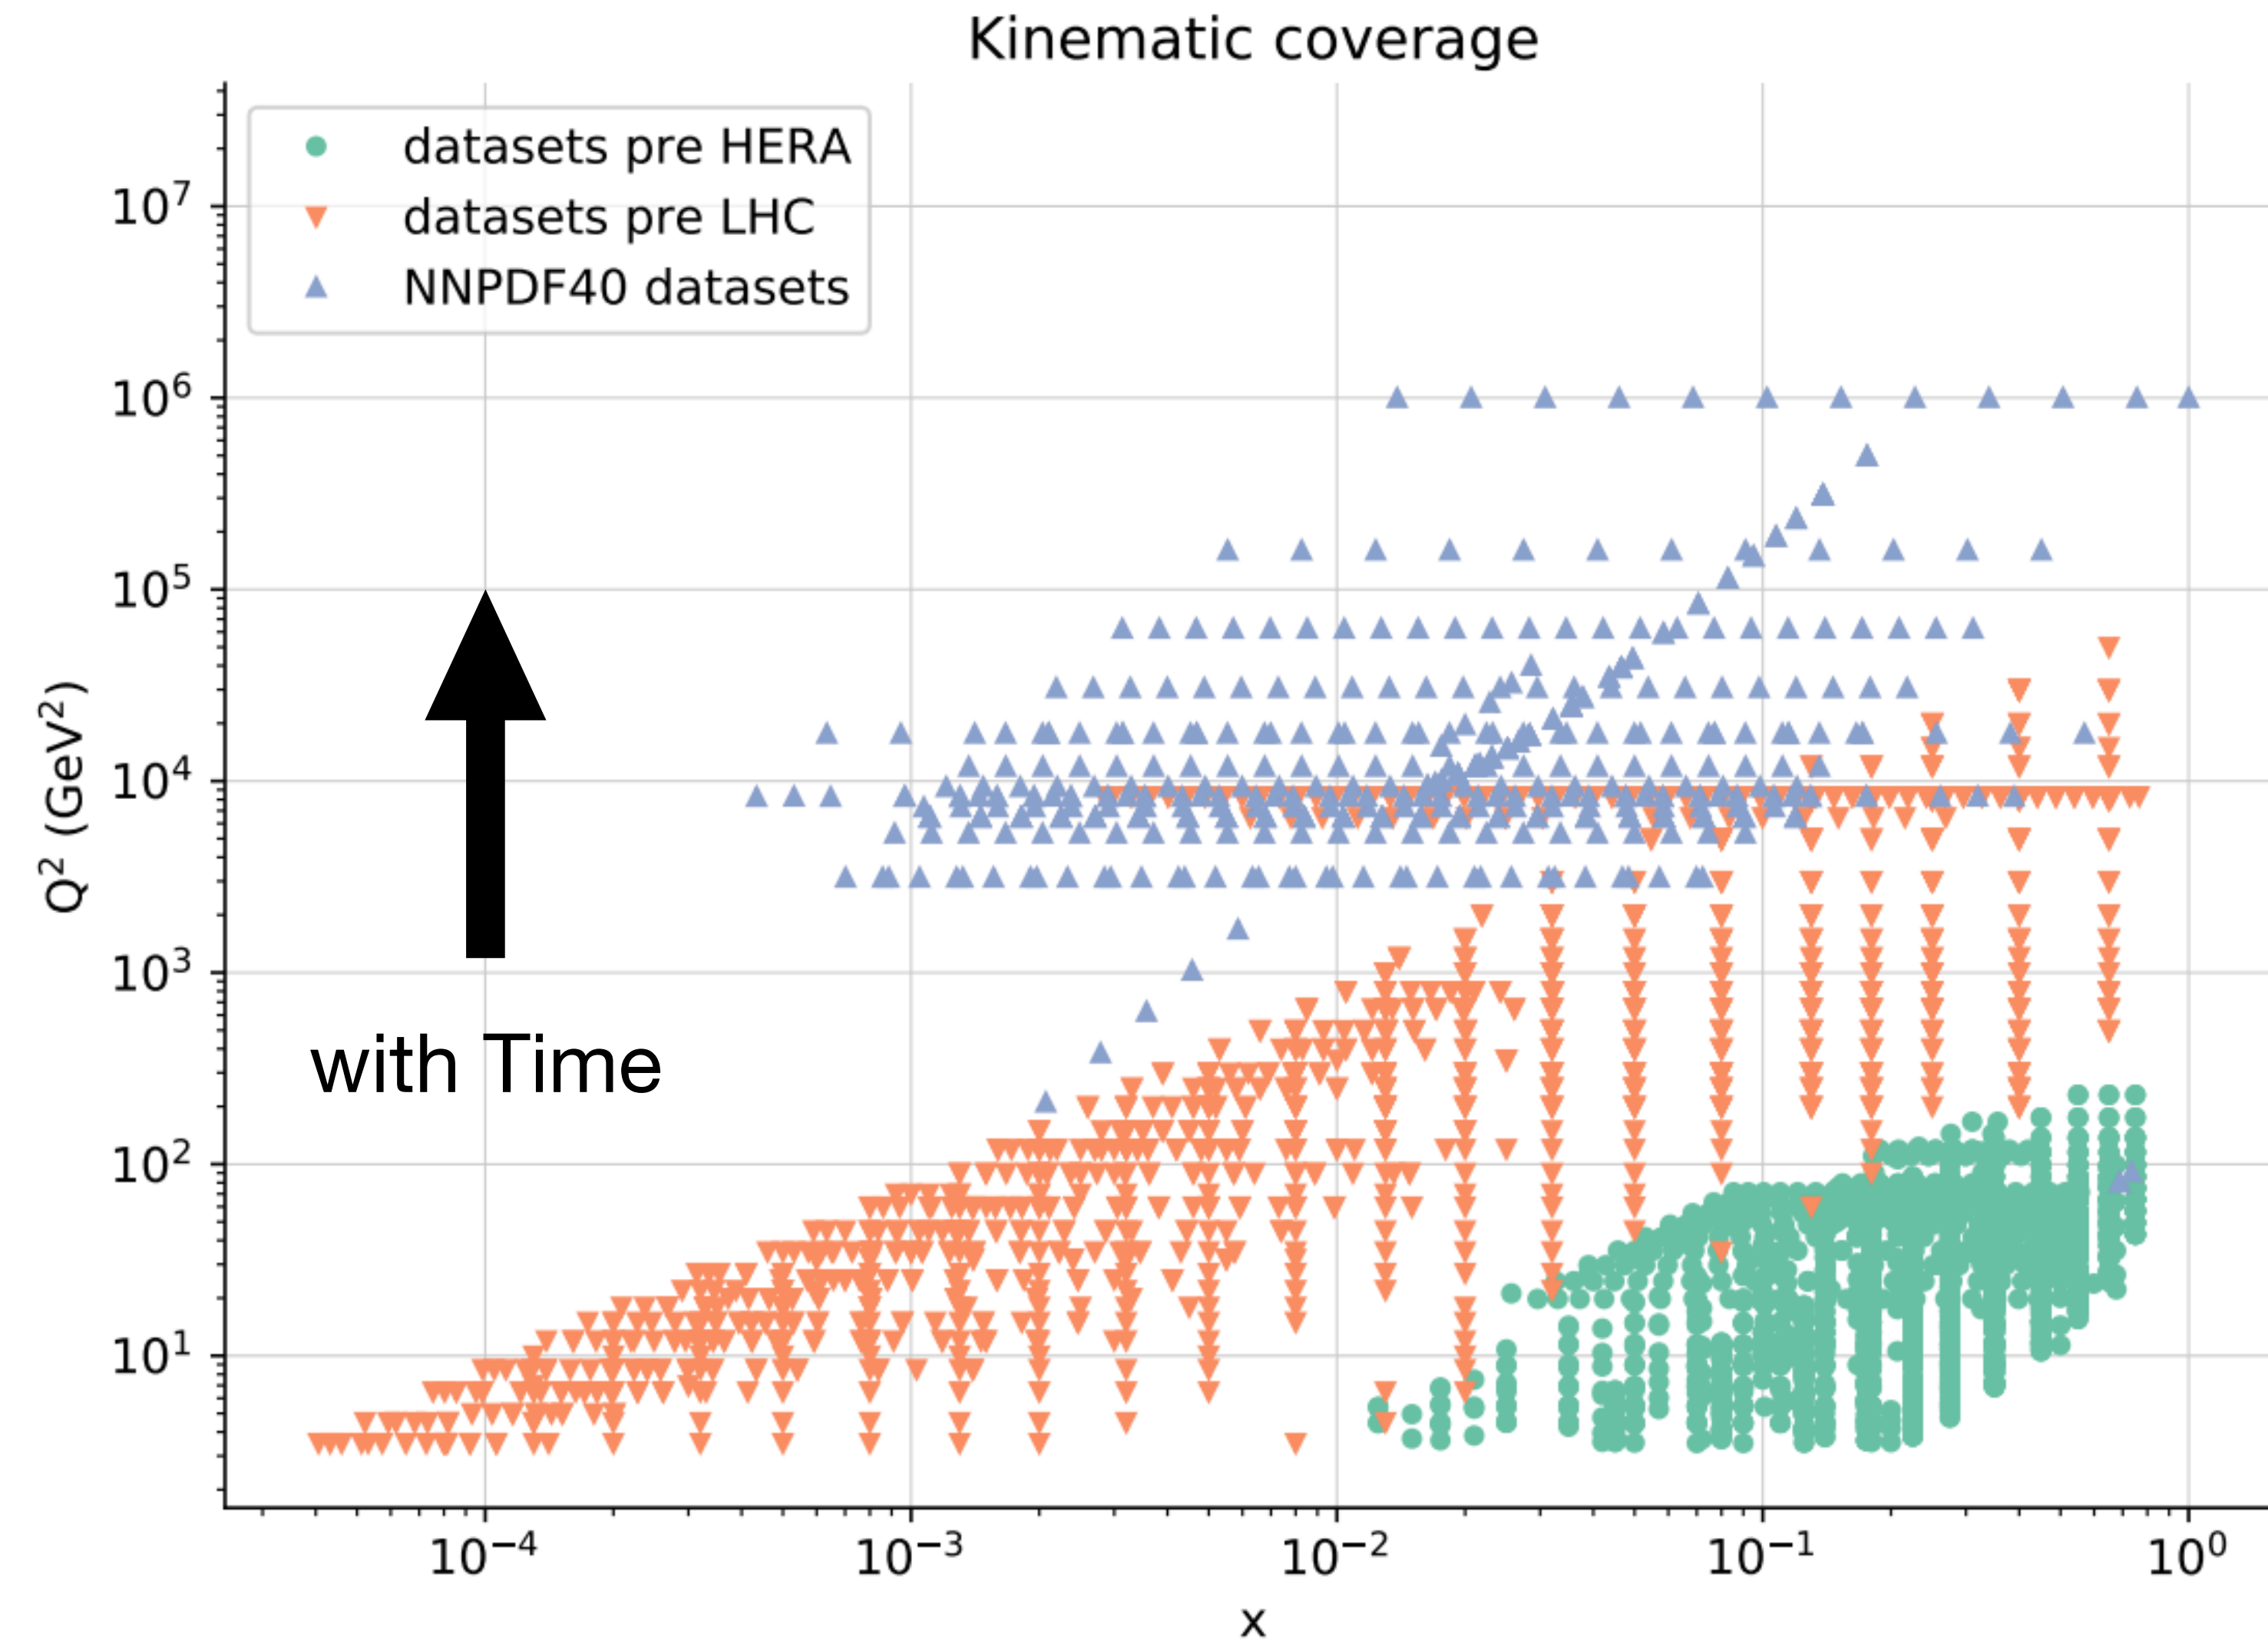 Kinematic coverage
datasets pre HERA
datasets pre LHC
NNPDF40 datasets
10⁷
10⁶
10⁵
10⁴
10³
10²
10¹
Q² (GeV²)
with Time
10⁻⁴ 10⁻³ 10⁻² 10⁻¹ 10⁰
x